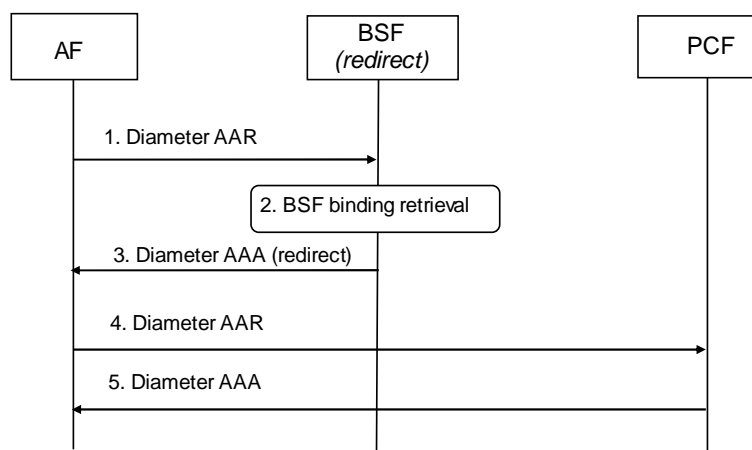 AF
BSF
(redirect)
PCF
1. Diameter AAR
2. BSF binding retrieval
3. Diameter AAA (redirect)
4. Diameter AAR
5. Diameter AAA